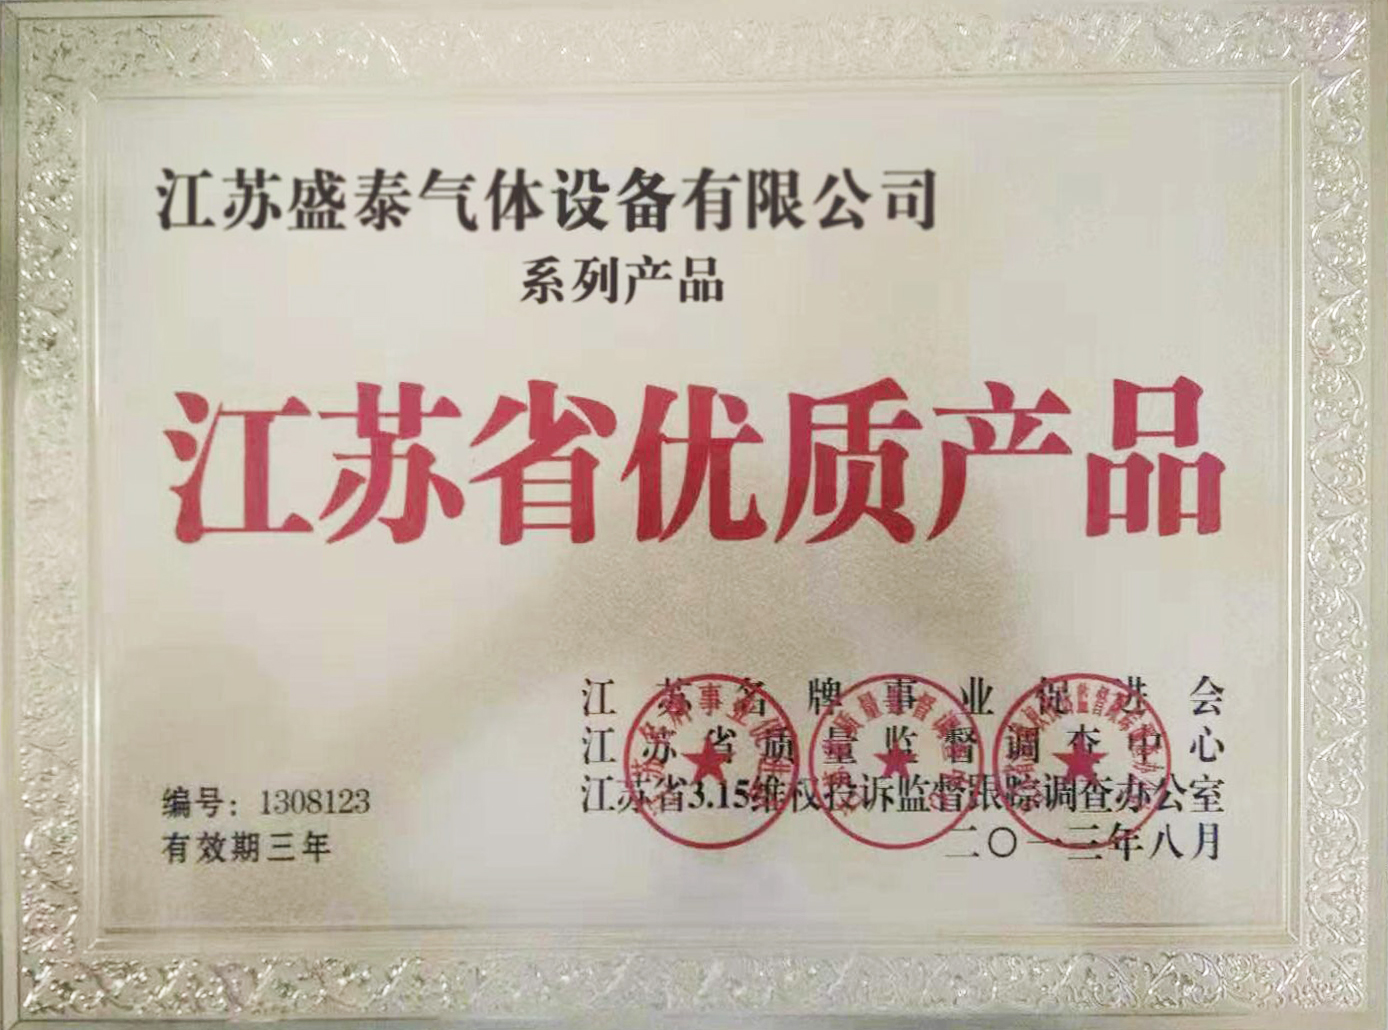 江苏盛泰气体设备有限公司
系列产品
江苏省优质产品
江苏名牌事业促进会
江苏省质量监督调查中心
江苏省3.15维权投诉监督跟踪调查办公室
二〇一三年八月
编号：1308123
有效期三年